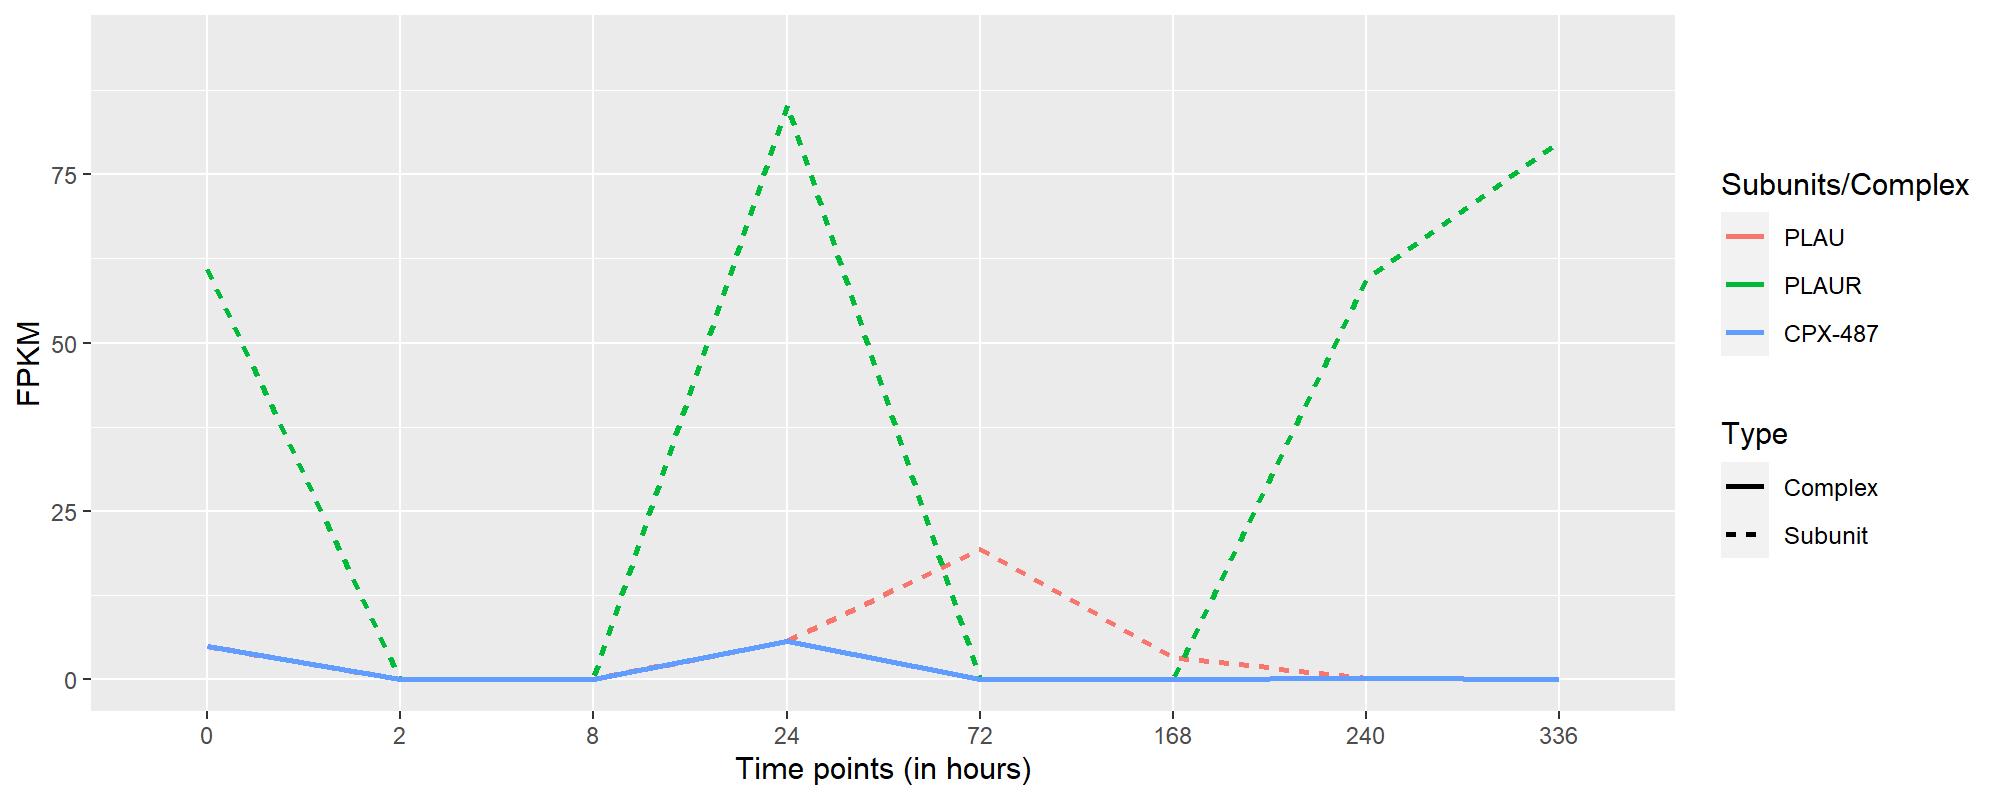 FPKM
75
50
25
0
0 2 8 24 72 168 240 336
Time points (in hours)
Subunits/Complex
PLAU
PLAUR
CPX-487
Type
Complex
Subunit